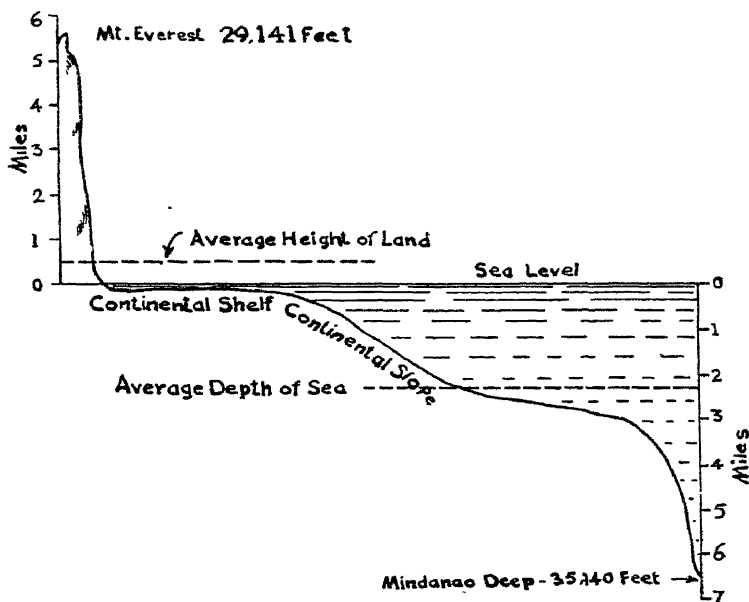 6
Mt. Everest 29,141 Feet
5
4
3
2
1
0
Miles
Average Height of Land
Sea Level
Continental Shelf
Continental Slope
Average Depth of Sea
0
1
2
3
4
5
6
7
Miles
Mindanao Deep - 35,140 Feet